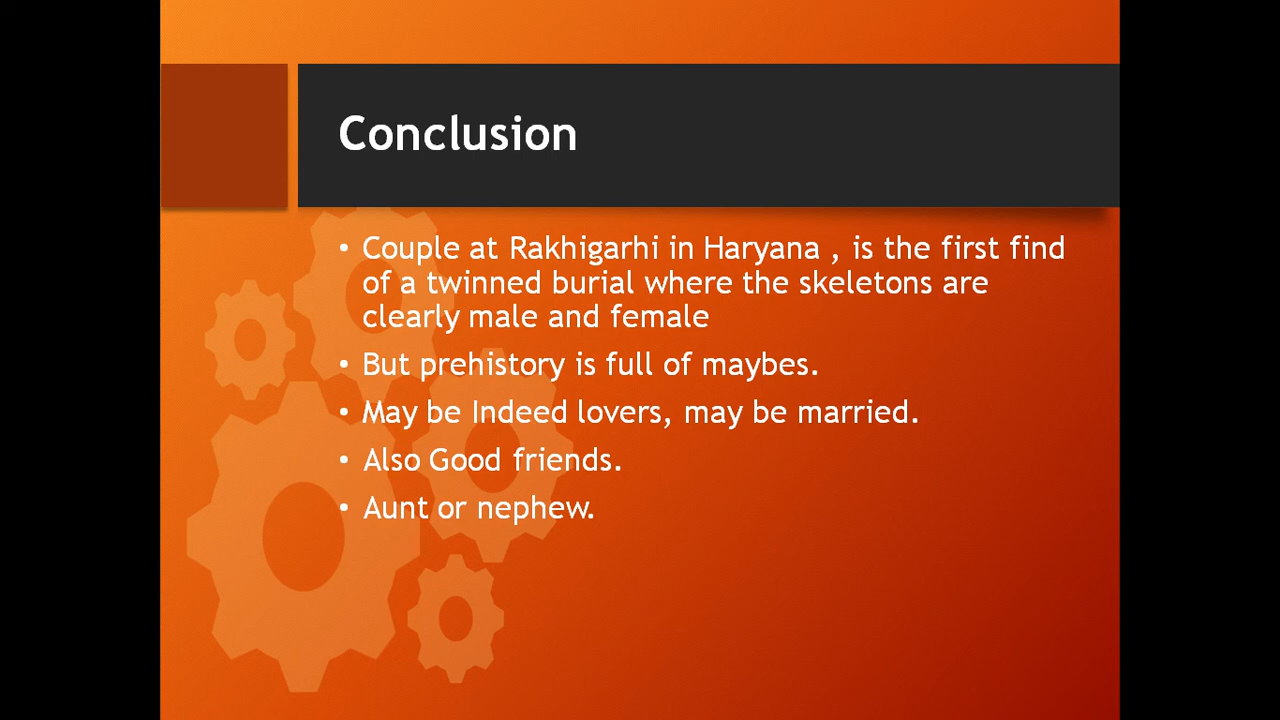 Conclusion
• Couple at Rakhigarhi in Haryana , is the first find
of a twinned burial where the skeletons are
clearly male and female
• But prehistory is full of maybes.
• May be Indeed lovers, may be married.
• Also Good friends.
• Aunt or nephew.